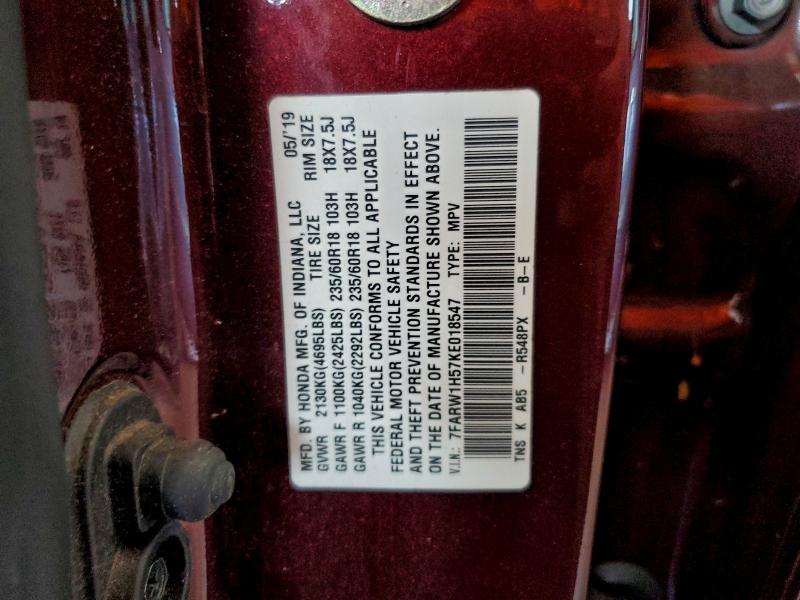 MFD. BY HONDA MFG. OF INDIANA, LLC 05/'19
GVWR 2130KG(4695LBS) TIRE SIZE RIM SIZE
GAWR F 1100KG(2425LBS) 235/60R18 103H 18X7.5J
GAWR R 1040KG(2292LBS) 235/60R18 103H 18X7.5J
THIS VEHICLE CONFORMS TO ALL APPLICABLE
FEDERAL MOTOR VEHICLE SAFETY
AND THEFT PREVENTION STANDARDS IN EFFECT
ON THE DATE OF MANUFACTURE SHOWN ABOVE.
V.I.N.: 7FARW1H57KE018547 TYPE: MPV
TNS K AB5 -R548PX -B-E